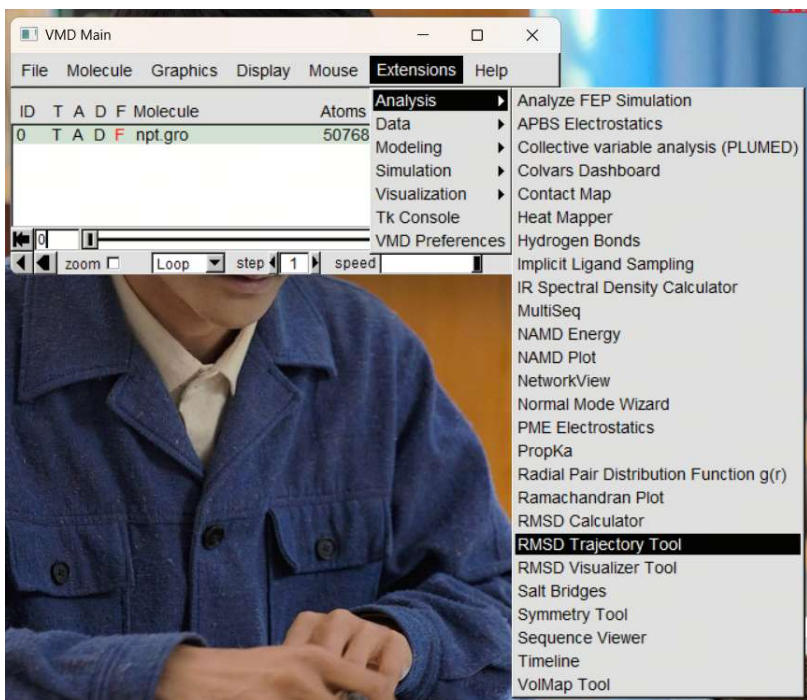 VMD Main
File Molecule Graphics Display Mouse Extensions Help
ID T A D F Molecule Atoms
0 T A D F npt.gro 50768
0
zoom Loop step 1 speed
Analysis
Data
Modeling
Simulation
Visualization
Tk Console
VMD Preferences
Analyze FEP Simulation
APBS Electrostatics
Collective variable analysis (PLUMED)
Colvars Dashboard
Contact Map
Heat Mapper
Hydrogen Bonds
Implicit Ligand Sampling
IR Spectral Density Calculator
MultiSeq
NAMD Energy
NAMD Plot
NetworkView
Normal Mode Wizard
PME Electrostatics
PropKa
Radial Pair Distribution Function g(r)
Ramachandran Plot
RMSD Calculator
RMSD Trajectory Tool
RMSD Visualizer Tool
Salt Bridges
Symmetry Tool
Sequence Viewer
Timeline
VolMap Tool